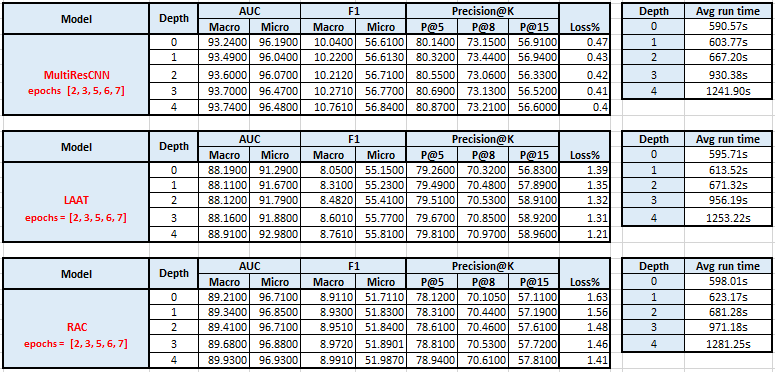 Model Depth AUC F1 Precision@K Loss% Depth Avg run time
Macro Micro Macro Micro P@5 P@8 P@15 0 590.57s
0 93.2400 96.1900 10.0400 56.6100 80.1400 73.1500 56.9100 0.47 1 603.77s
1 93.4900 96.0400 10.2200 56.6130 80.3200 73.4400 56.9400 0.43 2 667.20s
MultiResCNN 2 93.6000 96.0700 10.2120 56.7100 80.5500 73.0600 56.3300 0.42 3 930.38s
epochs [2, 3, 5, 6, 7] 3 93.7000 96.4700 10.2710 56.7700 80.6900 73.1300 56.5200 0.41 4 1241.90s
4 93.7400 96.4800 10.7610 56.8400 80.8700 73.2100 56.6000 0.4
Model Depth AUC F1 Precision@K Loss% Depth Avg run time
Macro Micro Macro Micro P@5 P@8 P@15 0 595.71s
0 88.1900 91.2900 8.0500 55.1500 79.2600 70.3200 56.8300 1.39 1 613.52s
1 88.1100 91.6700 8.3100 55.2300 79.4900 70.4800 57.8900 1.35 2 671.32s
LAAT 2 88.1200 91.7900 8.4820 55.4100 79.5100 70.5300 58.9100 1.32 3 956.19s
epochs = [2, 3, 5, 6, 7] 3 88.1600 91.8800 8.6010 55.7700 79.6700 70.8500 58.9200 1.31 4 1253.22s
4 88.9100 92.9800 8.7610 55.8100 79.8100 70.9700 58.9600 1.21
Model Depth AUC F1 Precision@K Loss% Depth Avg run time
Macro Micro Macro Micro P@5 P@8 P@15 0 598.01s
0 89.2100 96.7100 8.9110 51.7110 78.1200 70.1050 57.1100 1.63 1 623.17s
1 89.3400 96.8500 8.9300 51.8300 78.3100 70.4400 57.1900 1.56 2 681.28s
RAC 2 89.4100 96.7100 8.9510 51.8400 78.6100 70.4600 57.6100 1.48 3 971.18s
epochs = [2, 3, 5, 6, 7] 3 89.6800 96.8800 8.9720 51.8901 78.8100 70.5300 57.7200 1.46 4 1281.25s
4 89.9300 96.9300 8.9910 51.9870 78.9400 70.6100 57.8100 1.41